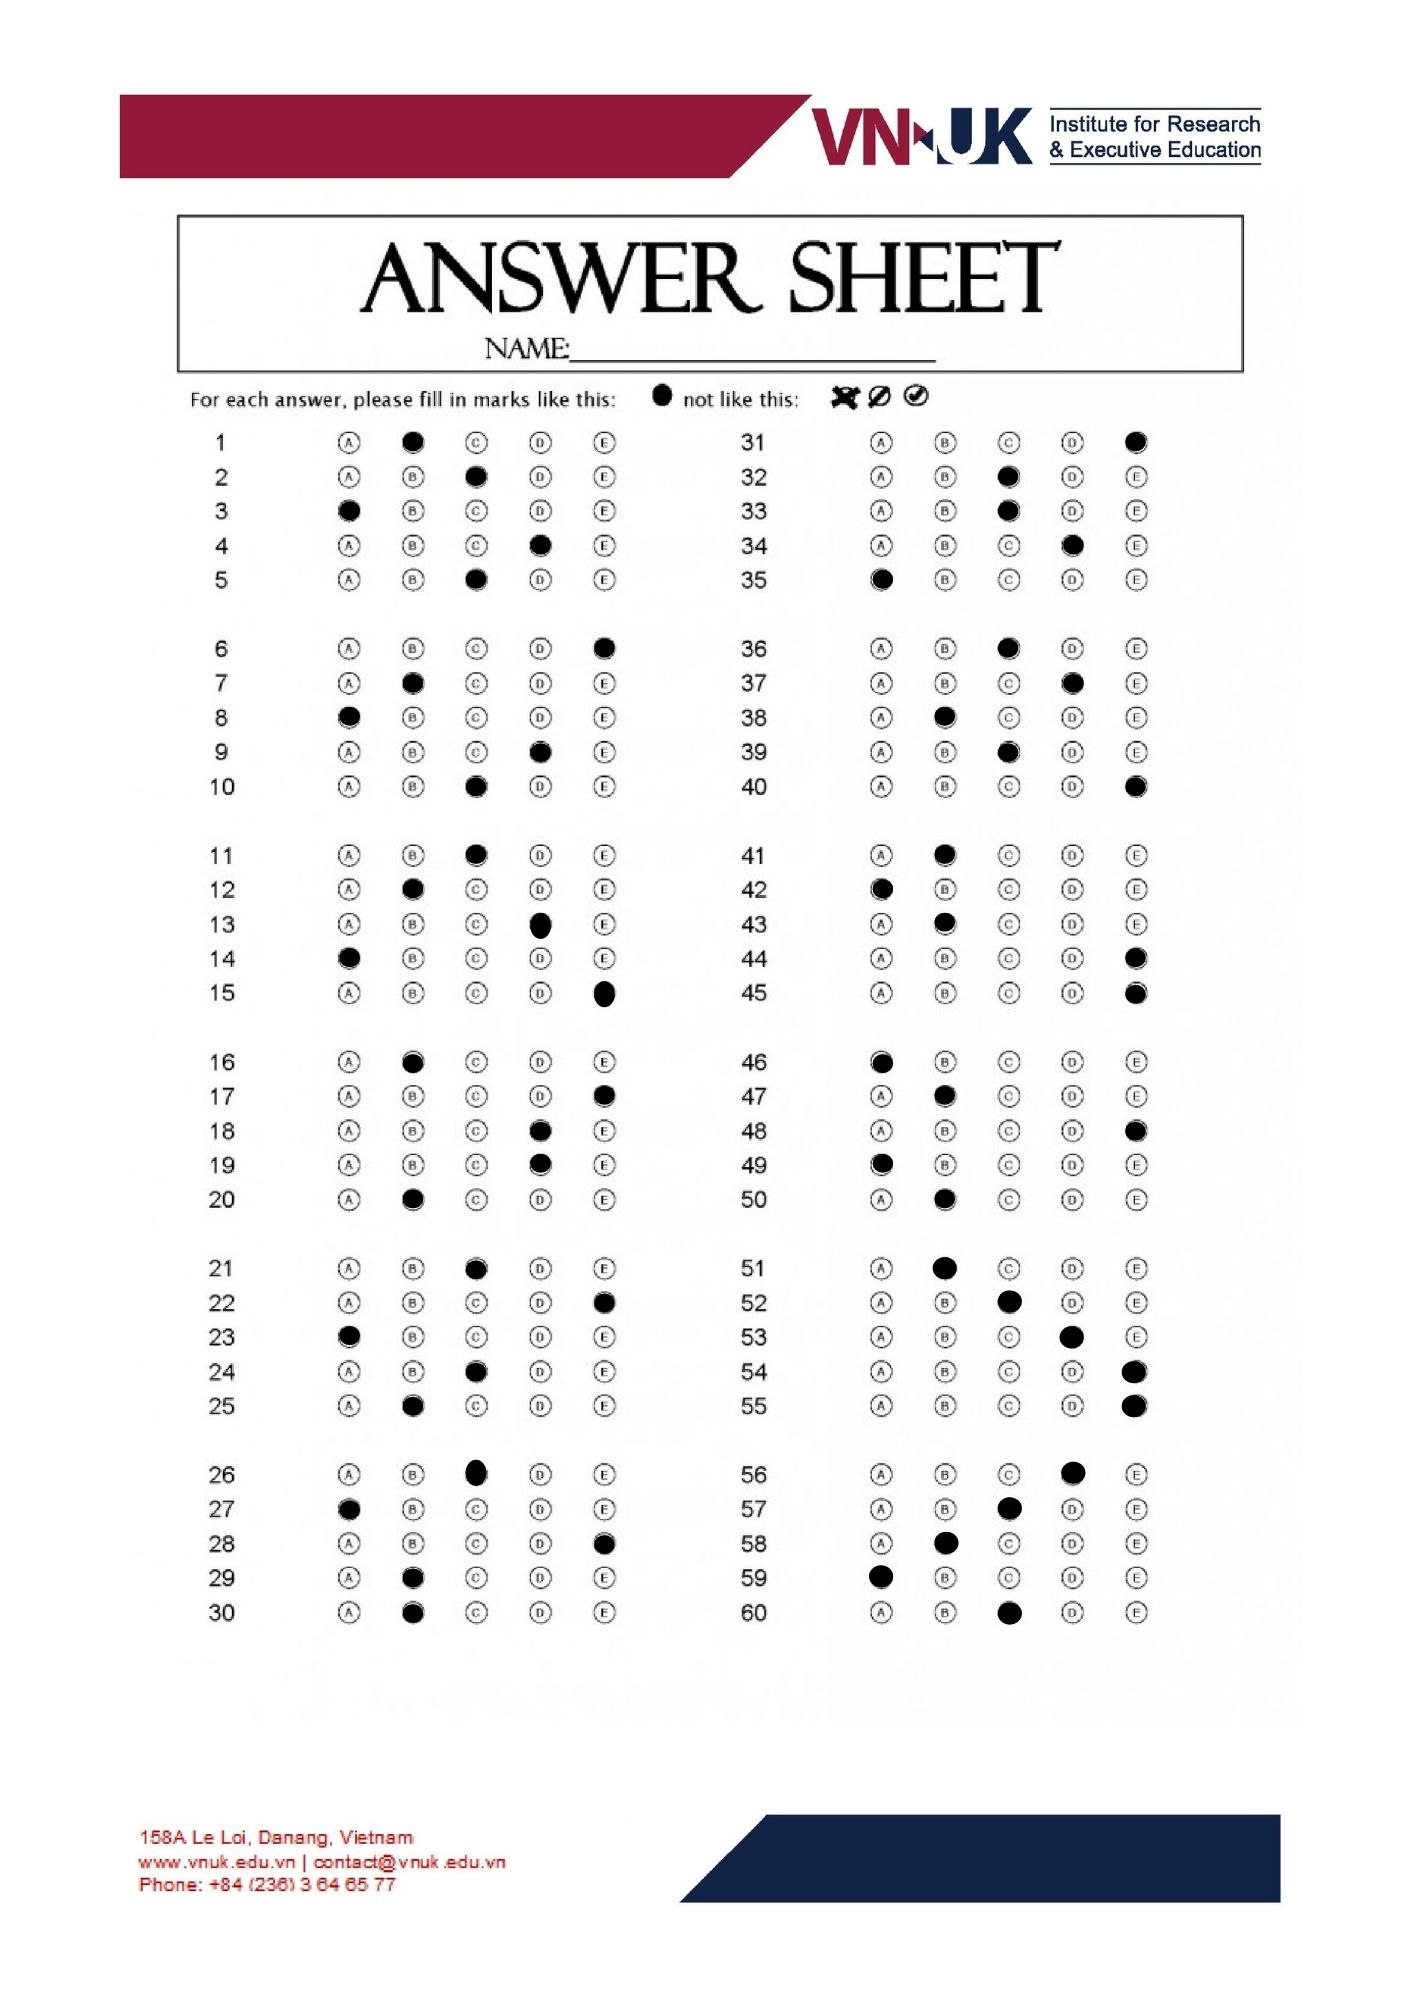 VN UK Institute for Research
& Executive Education
ANSWER SHEET
NAME:
For each answer, please fill in marks like this: not like this:
1 A C D E 31 A B C D
2 A B D E 32 A B D E
3 B C D E 33 A B D E
4 A B C E 34 A B C E
5 A B D E 35 B C D E
6 A B C D 36 A B D E
7 A C D E 37 A B C E
8 B C D E 38 A C D E
9 A B C E 39 A B D E
10 A B D E 40 A B C D
11 A B D E 41 A C D E
12 A C D E 42 B C D E
13 A B C E 43 A C D E
14 B C D E 44 A B C D
15 A B C D 45 A B C D
16 A C D E 46 B C D E
17 A B C D 47 A C D E
18 A B C E 48 A B C D
19 A B C E 49 B C D E
20 A C D E 50 A C D E
21 A B D E 51 A C D E
22 A B C D 52 A B D E
23 B C D E 53 A B C E
24 A B D E 54 A B C D
25 A C D E 55 A B C D
26 A B D E 56 A B C E
27 B C D E 57 A B D E
28 A B C D 58 A C D E
29 A C D E 59 B C D E
30 A C D E 60 A B D E
158A Le Loi, Danang, Vietnam
www.vnuk.edu.vn | contact@vnuk.edu.vn
Phone: +84 (236) 3 64 65 77